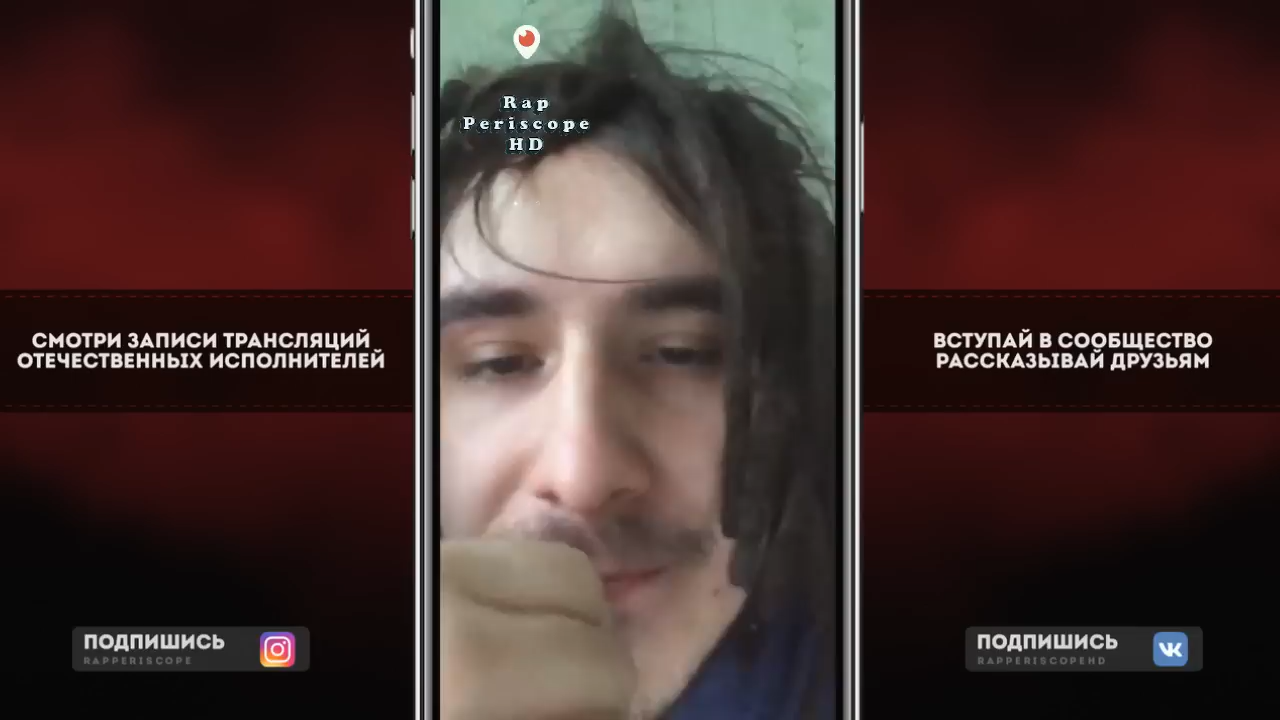 Rap
Periscope
HD
СМОТРИ ЗАПИСИ ТРАНСЛЯЦИЙ
ОТЕЧЕСТВЕННЫХ ИСПОЛНИТЕЛЕЙ
ВСТУПАЙ В СООБЩЕСТВО
РАССКАЗЫВАЙ ДРУЗЬЯМ
ПОДПИШИСЬ
RAPPERISCOPE
ПОДПИШИСЬ
RAPPERISCOPEHD